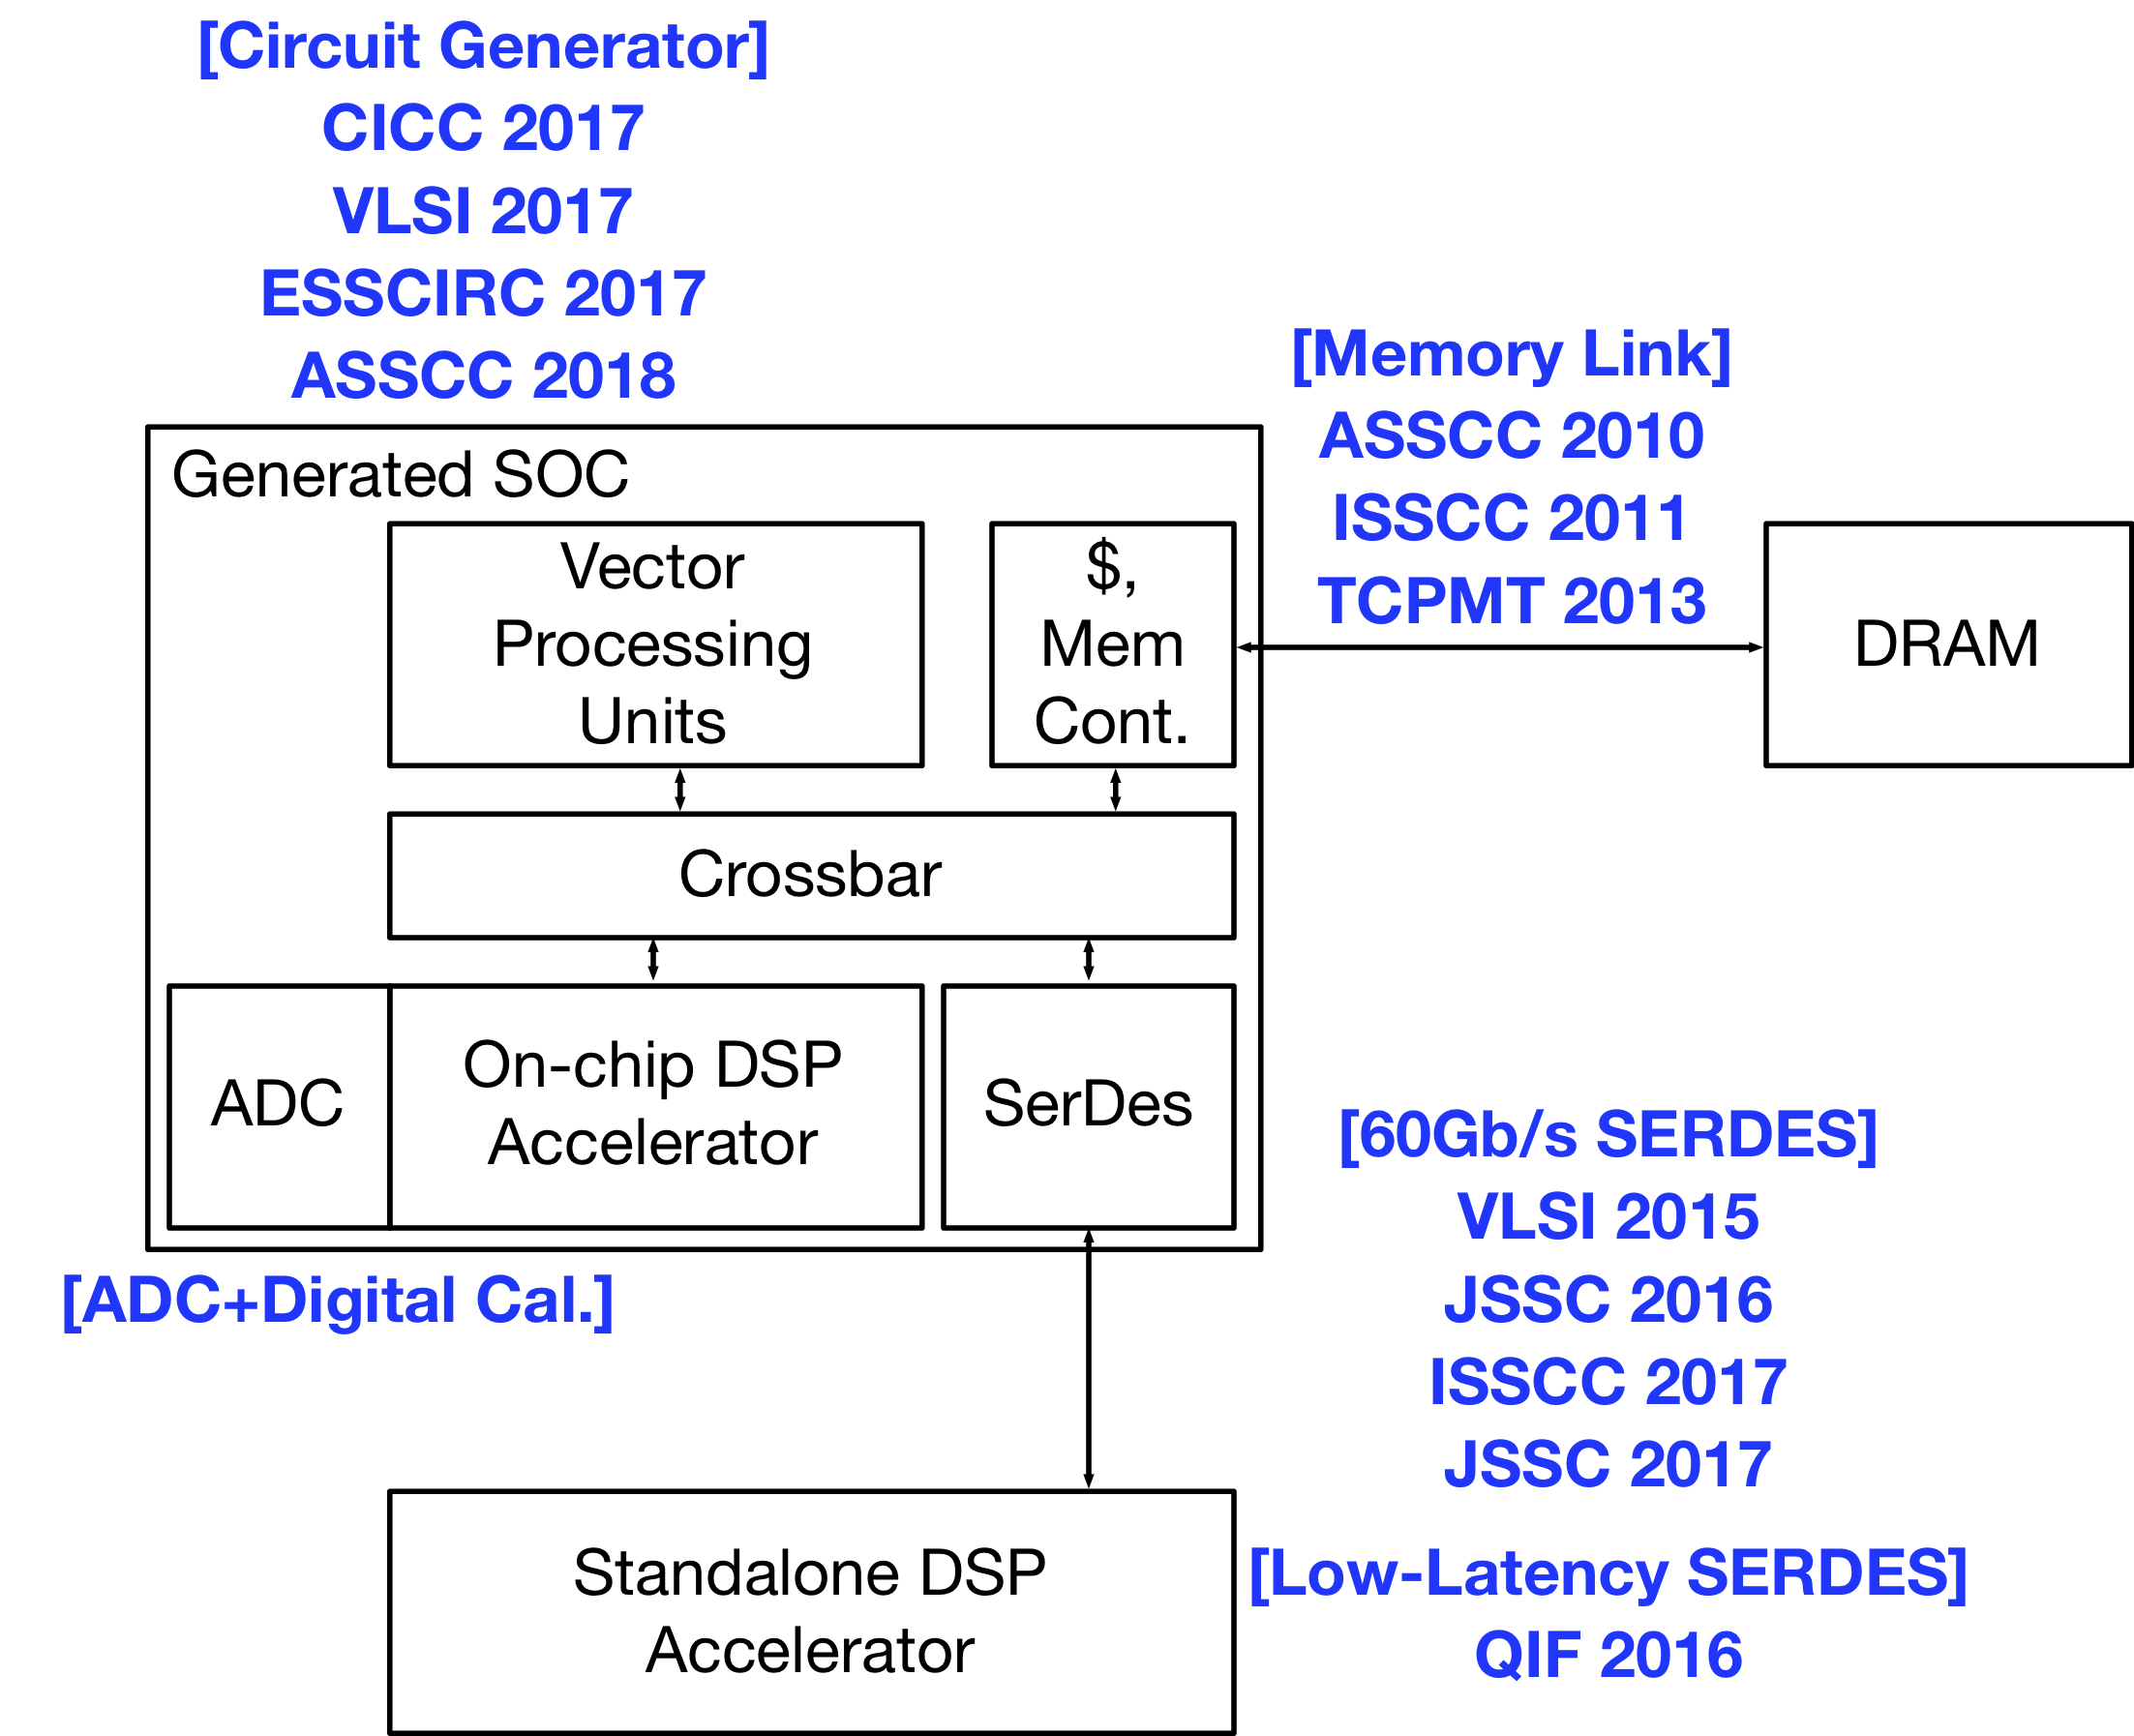 [Circuit Generator]
CICC 2017
VLSI 2017
ESSCIRC 2017
ASSCC 2018
[Memory Link]
ASSCC 2010
ISSCC 2011
TCPMT 2013
Generated SOC
Vector
Processing
Units
$,
Mem
Cont.
DRAM
Crossbar
ADC
On-chip DSP
Accelerator
SerDes
[ADC+Digital Cal.]
[60Gb/s SERDES]
VLSI 2015
JSSC 2016
ISSCC 2017
JSSC 2017
Standalone DSP
Accelerator
[Low-Latency SERDES]
QIF 2016